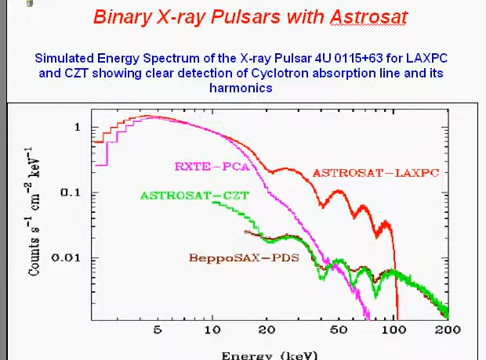 Binary X-ray Pulsars with Astrosat
Simulated Energy Spectrum of the X-ray Pulsar 4U 0115+63 for LAXPC
and CZT showing clear detection of Cyclotron absorption line and its
harmonics
Counts s⁻¹ cm⁻² keV⁻¹
1
0.1
0.01
RXTE-PCA
ASTROSAT-LAXPC
ASTROSAT-CZT
BeppoSAX-PDS
5 10 20 50 100 200
Energy (keV)